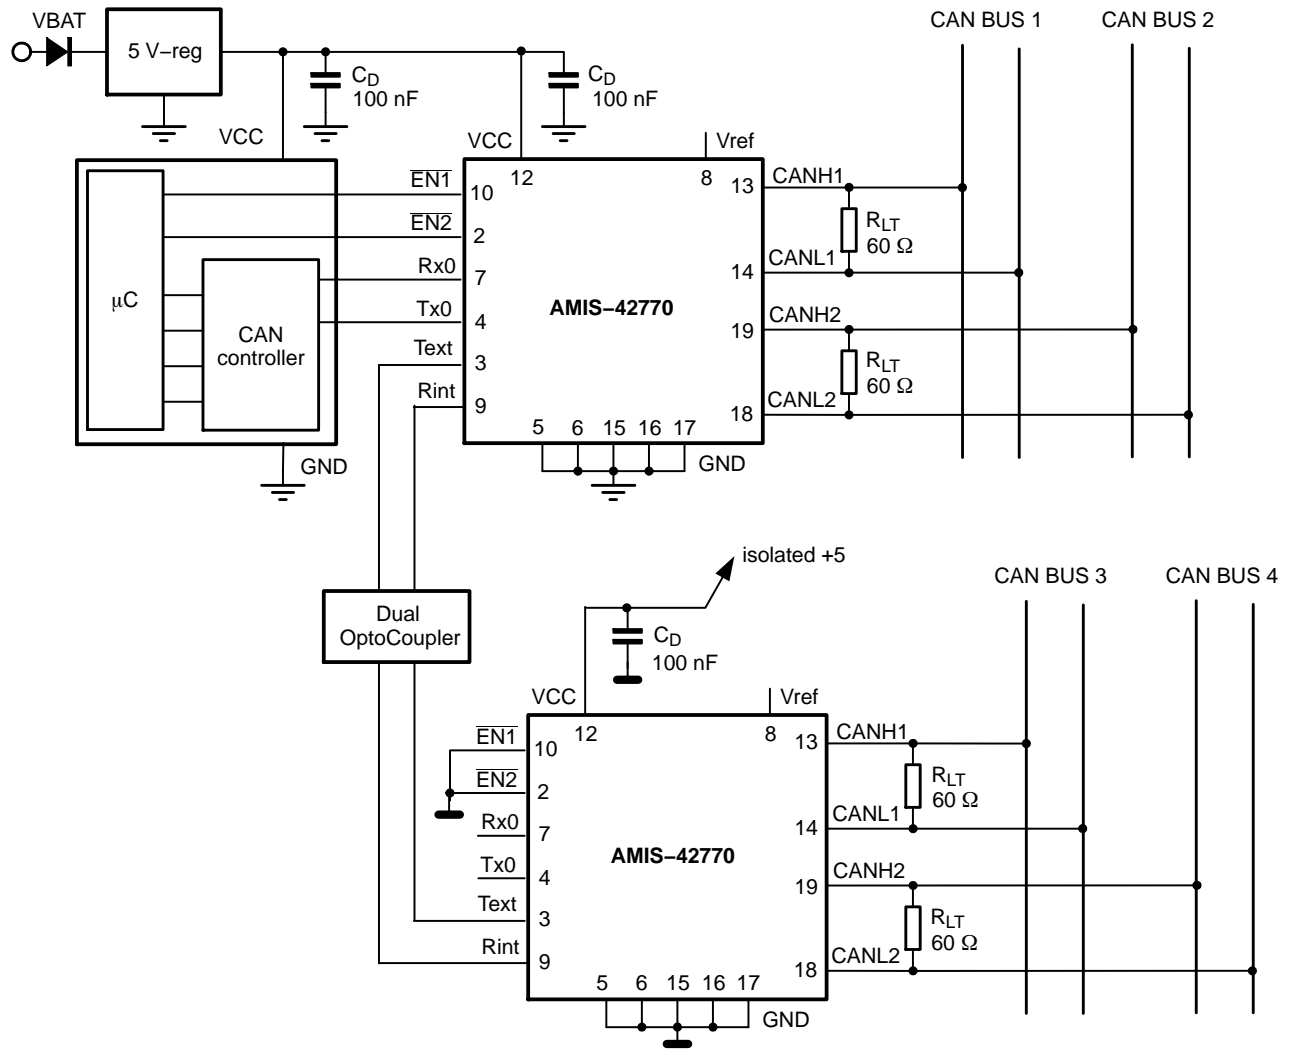 VBAT
5 V−reg
CD
100 nF
CD
100 nF
CAN BUS 1
CAN BUS 2
VCC
VCC
Vref
12
8
EN1
10
EN2
2
Rx0
7
Tx0
4
Text
3
Rint
9
μC
CAN
controller
AMIS−42770
13
CANH1
RLT
60 Ω
14
CANL1
19
CANH2
RLT
60 Ω
18
CANL2
5 6 15 16 17
GND
GND
isolated +5
CAN BUS 3
CAN BUS 4
Dual
OptoCoupler
CD
100 nF
VCC
Vref
12
8
EN1
10
EN2
2
Rx0
7
Tx0
4
Text
3
Rint
9
AMIS−42770
13
CANH1
RLT
60 Ω
14
CANL1
19
CANH2
RLT
60 Ω
18
CANL2
5 6 15 16 17
GND